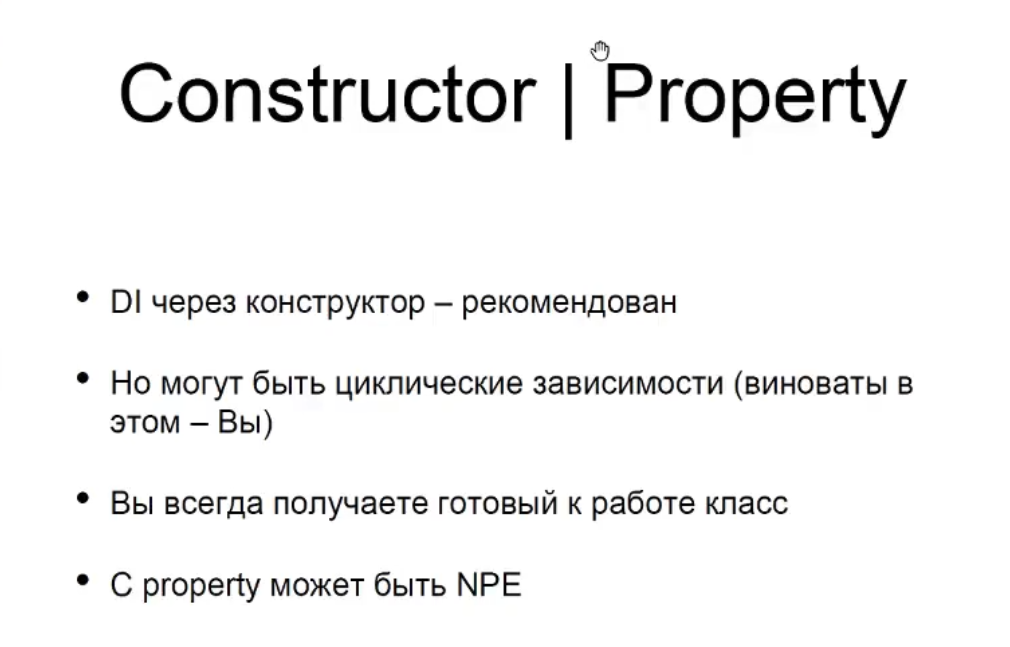 Constructor | Property
• DI через конструктор – рекомендован
• Но могут быть циклические зависимости (виноваты в
этом – Вы)
• Вы всегда получаете готовый к работе класс
• С property может быть NPE